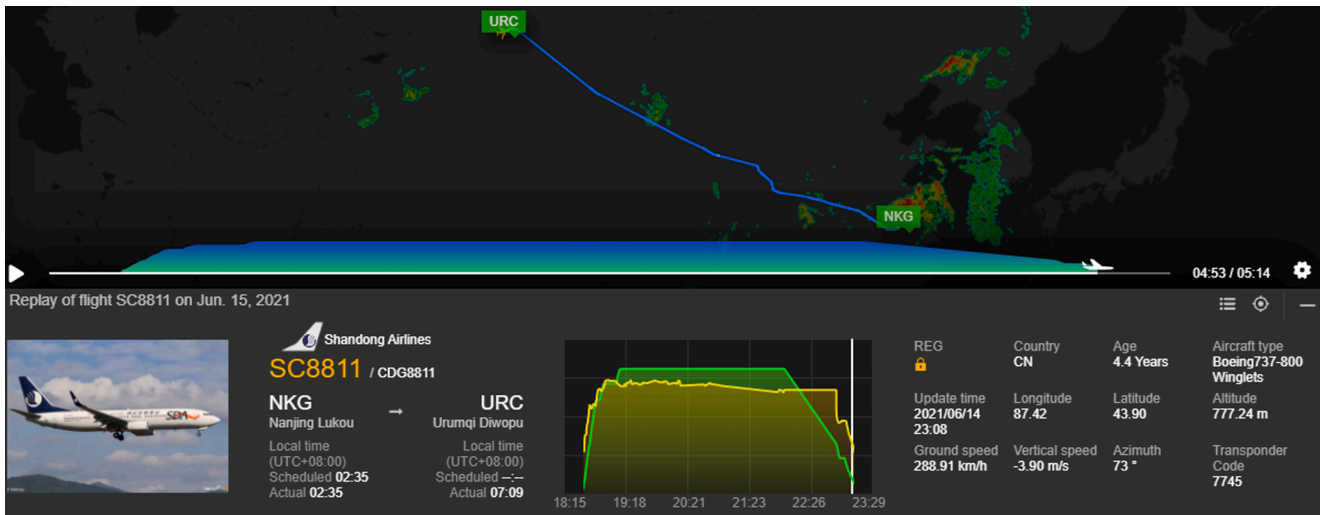 URC
NKG
04:53 / 05:14
Replay of flight SC8811 on Jun. 15, 2021
Shandong Airlines
SC8811 / CDG8811
NKG
URC
Nanjing Lukou
Urumqi Diwopu
Local time
(UTC+08:00)
Scheduled 02:35
Actual 02:35
Local time
(UTC+08:00)
Scheduled --:--
Actual 07:09
18:15 19:18 20:21 21:23 22:26 23:29
REG
Country
CN
Age
4.4 Years
Aircraft type
Boeing737-800
Winglets
Update time
2021/06/14
23:08
Longitude
87.42
Latitude
43.90
Altitude
777.24 m
Ground speed
288.91 km/h
Vertical speed
-3.90 m/s
Azimuth
73 °
Transponder
Code
7745